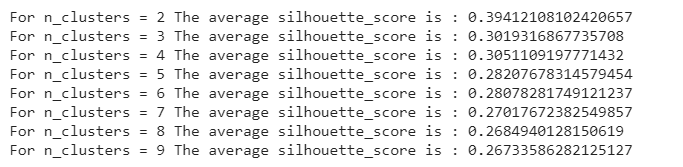 For n_clusters = 2 The average silhouette_score is : 0.39412108102420657
For n_clusters = 3 The average silhouette_score is : 0.3019316867735708
For n_clusters = 4 The average silhouette_score is : 0.3051109197771432
For n_clusters = 5 The average silhouette_score is : 0.28207678314579454
For n_clusters = 6 The average silhouette_score is : 0.28078281749121237
For n_clusters = 7 The average silhouette_score is : 0.27017672382549857
For n_clusters = 8 The average silhouette_score is : 0.2684940128150619
For n_clusters = 9 The average silhouette_score is : 0.26733586282125127